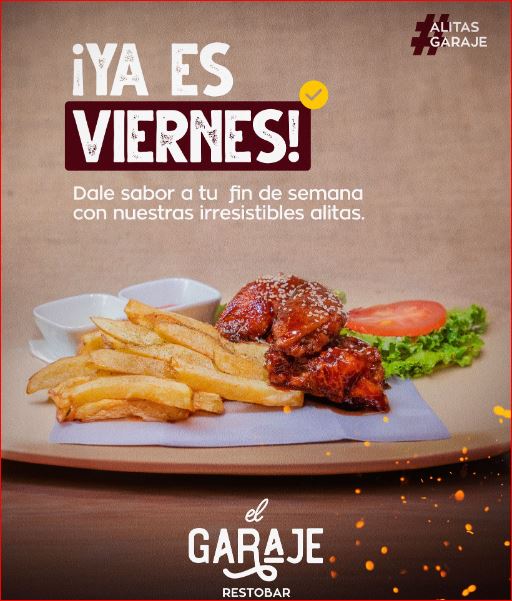 ¡YA ES
VIERNES!
#ALITAS
GARAJE
Dale sabor a tu fin de semana
con nuestras irresistibles alitas.
el
GARAJE
RESTOBAR